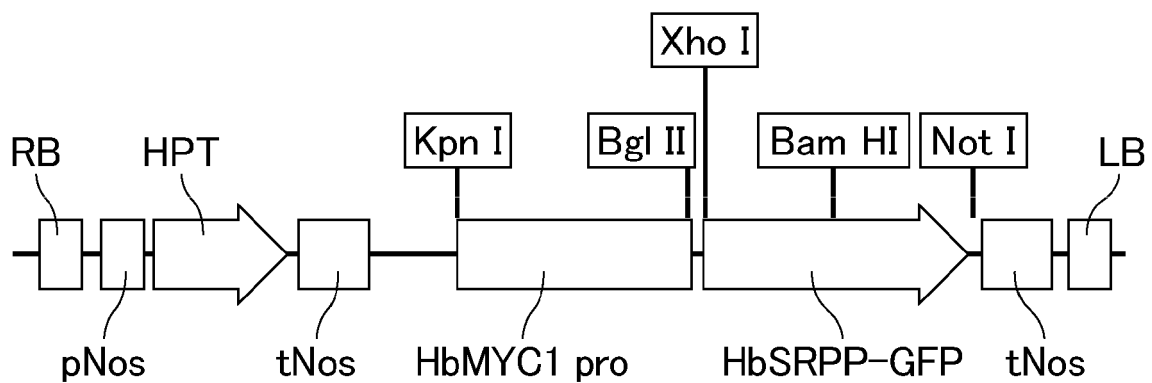 Xho I
Kpn I
Bgl II
Bam HI
Not I
RB
HPT
LB
pNos
tNos
HbMYC1 pro
HbSRPP-GFP
tNos